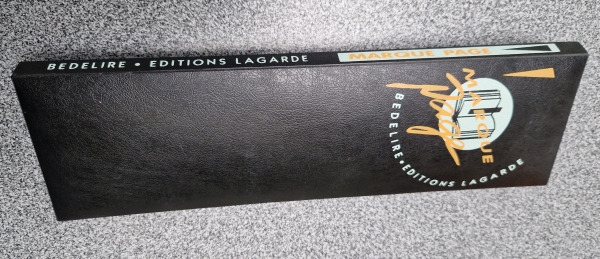 BEDELIRE • EDITIONS LAGARDE MARQUE PAGE
MARQUE
page
BEDELIRE • EDITIONS LAGARDE